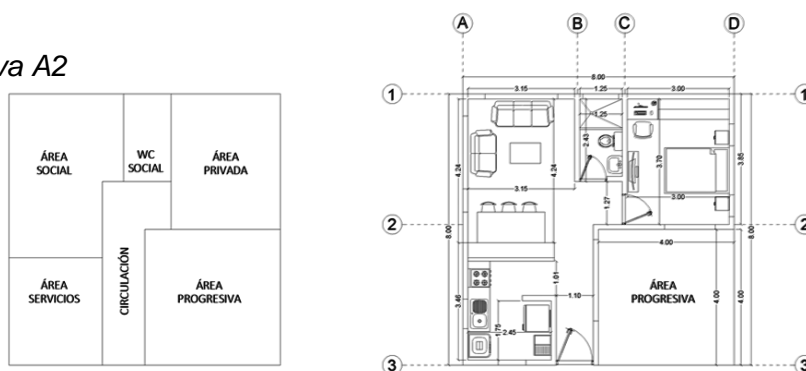 va A2
ÁREA
SOCIAL
WC
SOCIAL
ÁREA
PRIVADA
ÁREA
SERVICIOS
CIRCULACIÓN
ÁREA
PROGRESIVA
A
B
C
D
8.00
1
3.15
1.25
3.00
1
1.25
2.43
4.24
4.24
3.70
3.85
3.15
1.27
3.00
2
2
8.00
4.00
8.00
1.01
3.46
1.10
ÁREA
PROGRESIVA
4.00
4.00
1.75
2.45
3
3